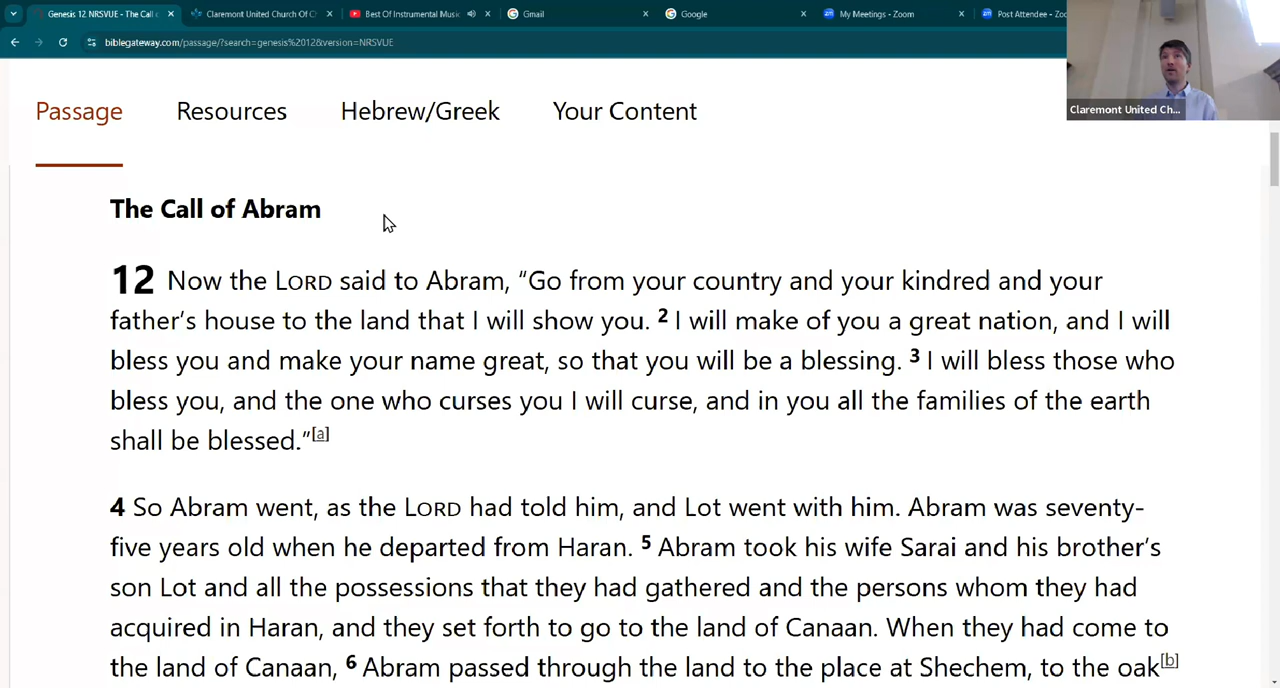 Genesis 12 NRSVUE - The Call o
Claremont United Church Of C
Best Of Instrumental Music
Gmail
Google
My Meetings - Zoom
Post Attendee - Zoo
biblegateway.com/passage/?search=genesis%2012&version=NRSVUE
Claremont United Ch...
Passage
Resources
Hebrew/Greek
Your Content
The Call of Abram
12 Now the LORD said to Abram, “Go from your country and your kindred and your
father’s house to the land that I will show you. 2 I will make of you a great nation, and I will
bless you and make your name great, so that you will be a blessing. 3 I will bless those who
bless you, and the one who curses you I will curse, and in you all the families of the earth
shall be blessed.”[a]
4 So Abram went, as the LORD had told him, and Lot went with him. Abram was seventy-
five years old when he departed from Haran. 5 Abram took his wife Sarai and his brother’s
son Lot and all the possessions that they had gathered and the persons whom they had
acquired in Haran, and they set forth to go to the land of Canaan. When they had come to
the land of Canaan, 6 Abram passed through the land to the place at Shechem, to the oak[b]